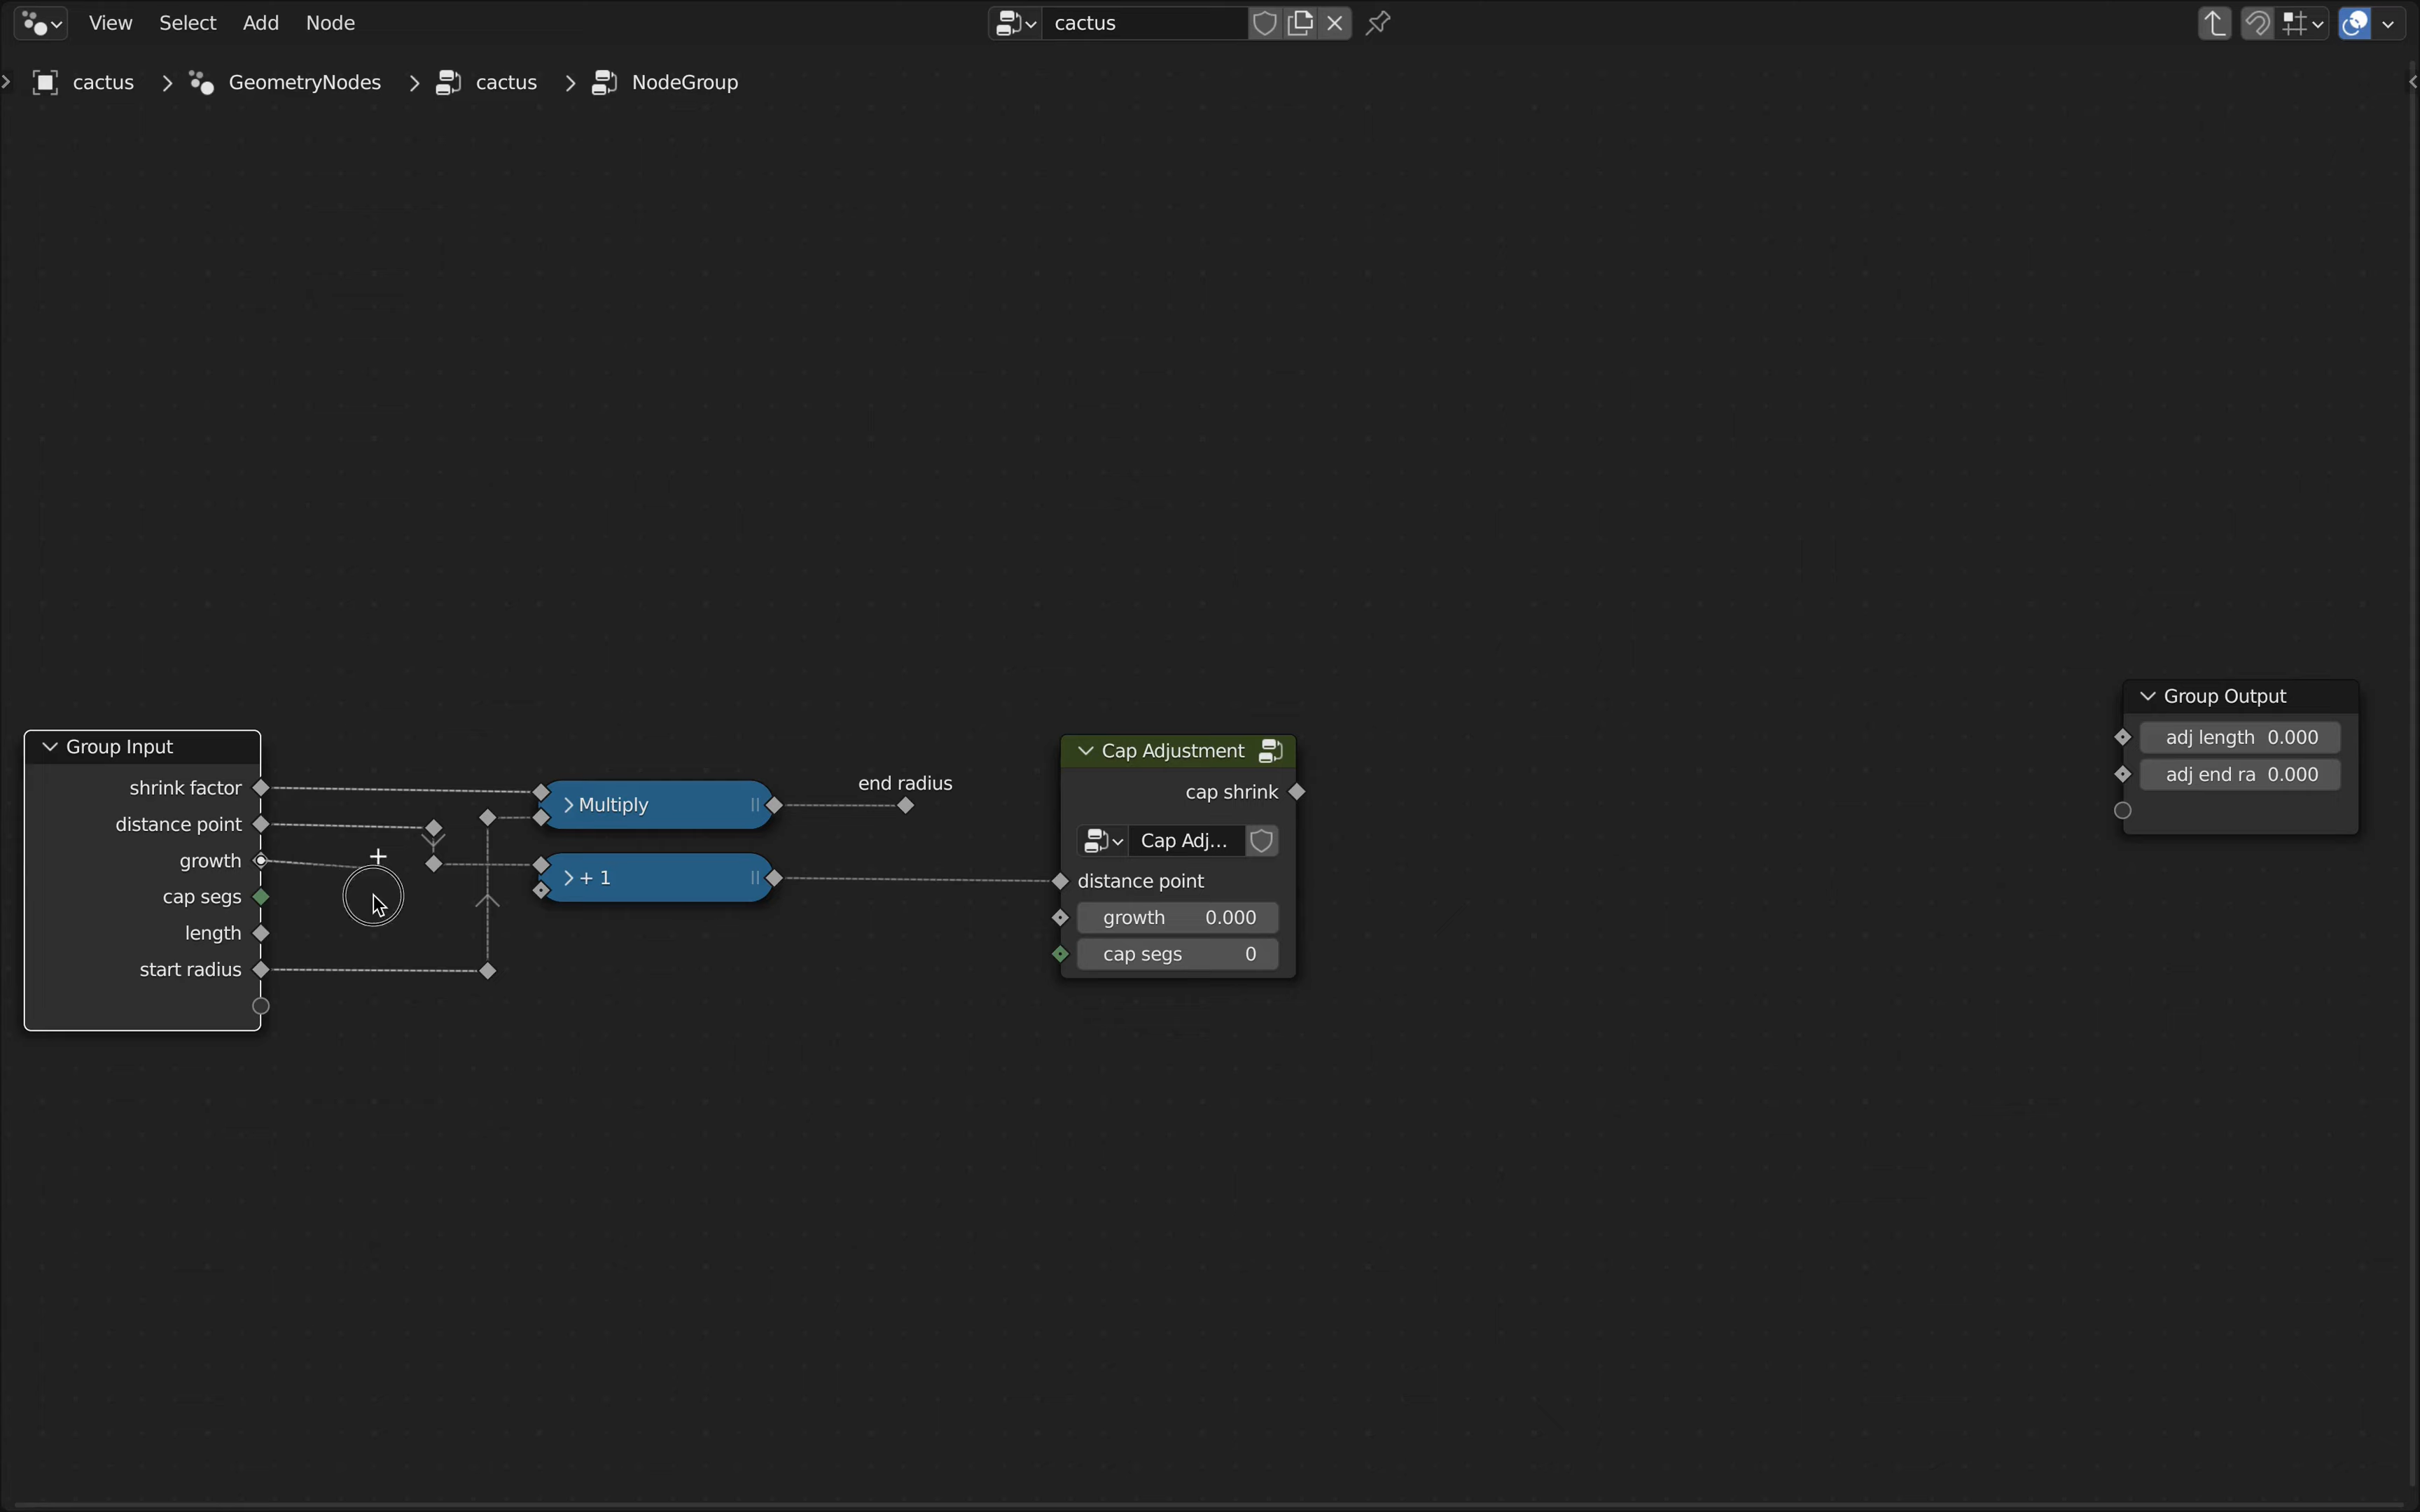 View Select Add Node
cactus
cactus > GeometryNodes > cactus > NodeGroup
Group Input
shrink factor
distance point
growth
cap segs
length
start radius
Multiply
+ 1
end radius
Cap Adjustment
cap shrink
Cap Adj...
distance point
growth 0.000
cap segs 0
Group Output
adj length 0.000
adj end ra 0.000